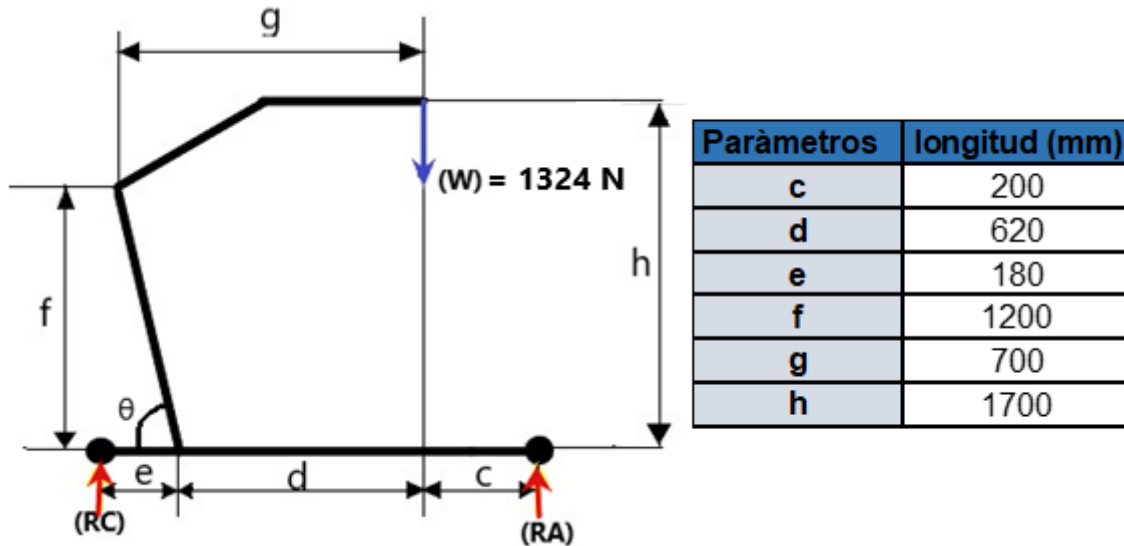 g
(W) = 1324 N
h
f
θ
e
d
c
(RC)
(RA)
Paràmetros longitud (mm)
c 200
d 620
e 180
f 1200
g 700
h 1700